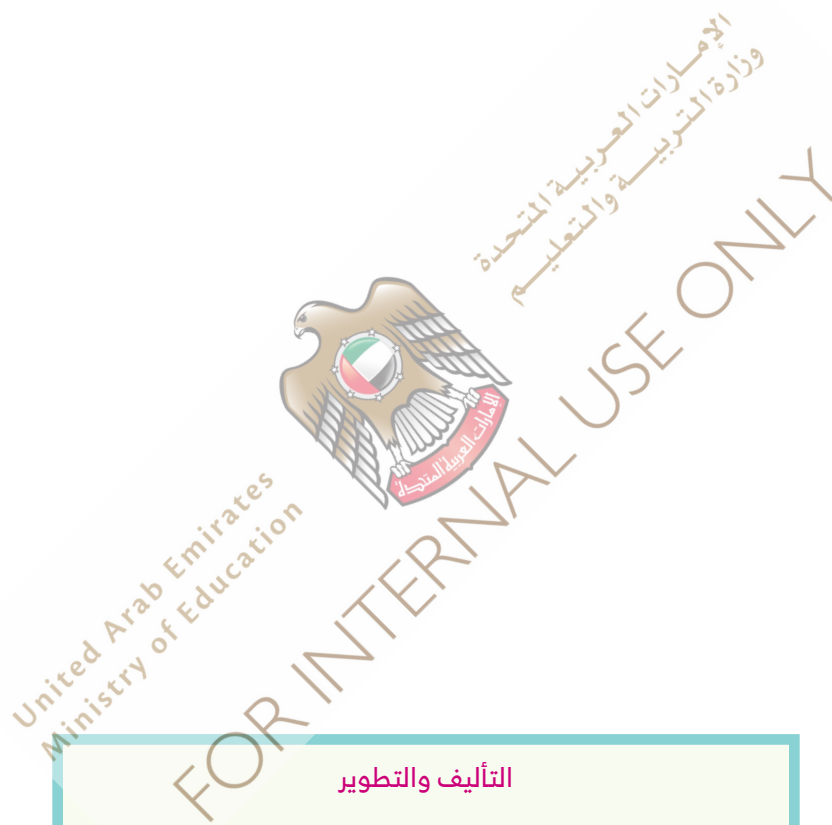 الإمارات العربية المتحدة
وزارة التربية والتعليم
الإمارات العربية المتحدة
United Arab Emirates
Ministry of Education
FOR INTERNAL USE ONLY
التأليف والتطوير